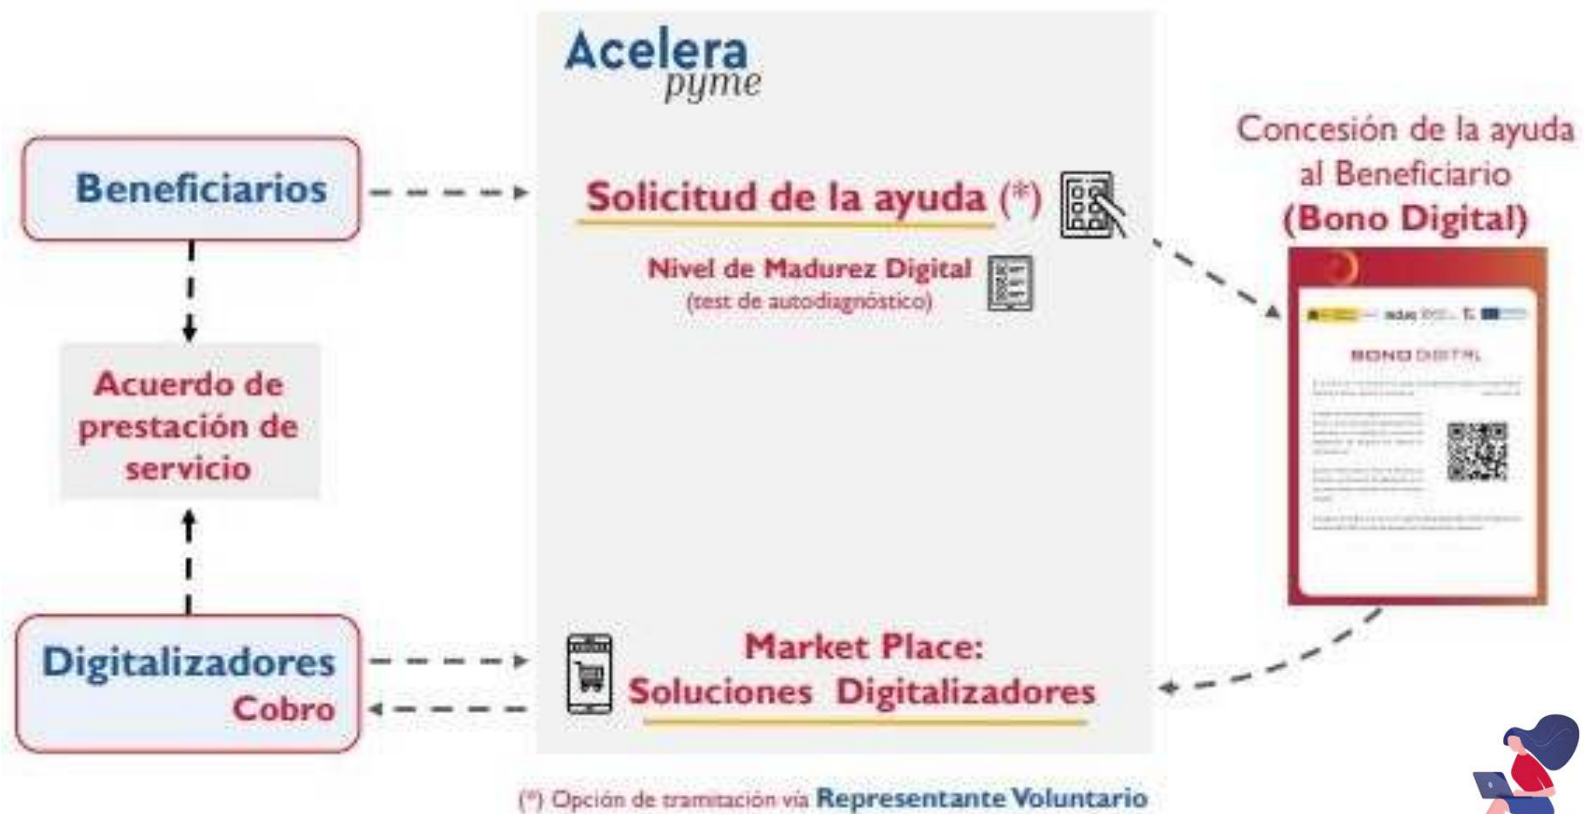 Acelera
pyme
Beneficiarios
Solicitud de la ayuda (*)
Nivel de Madurez Digital
(test de autodiagnóstico)
Concesión de la ayuda
al Beneficiario
(Bono Digital)
BONO DIGITAL
Acuerdo de
prestación de
servicio
Digitalizadores
Cobro
Market Place:
Soluciones Digitalizadores
(*) Opción de tramitación vía Representante Voluntario